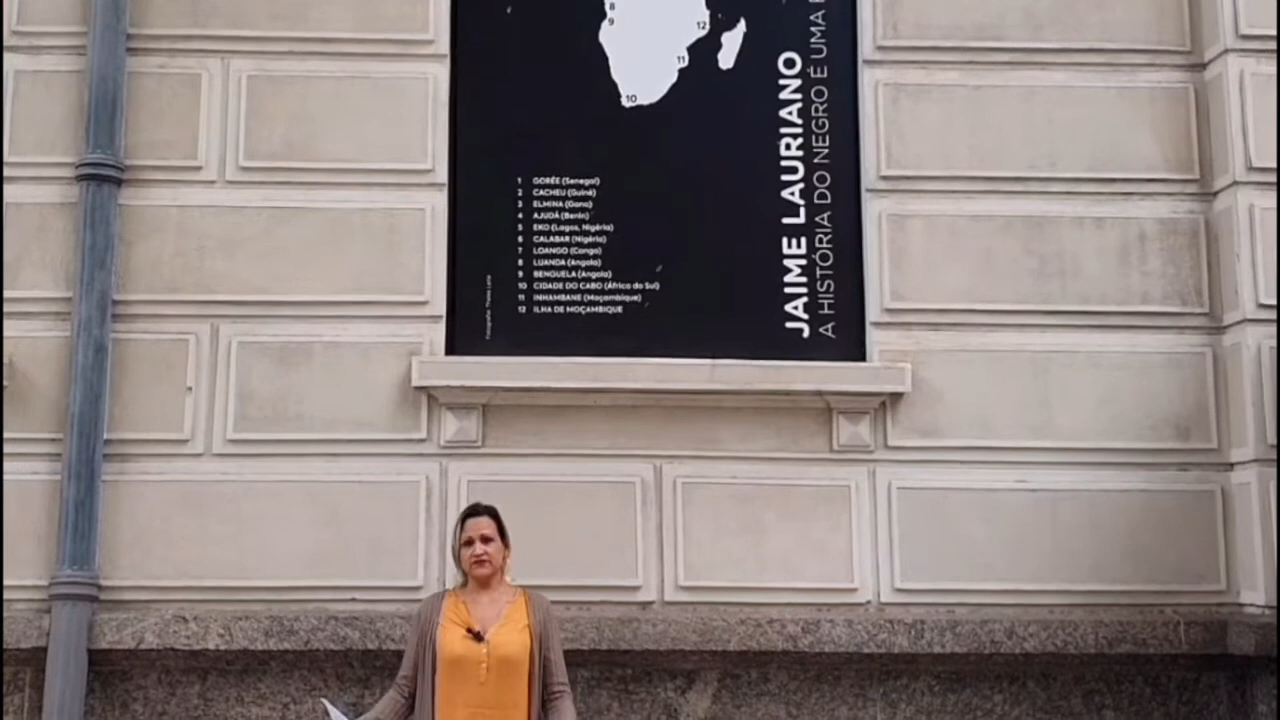 8
9
12
11
10
1 GORÉE (Senegal)
2 CACHEU (Guiné)
3 ELMINA (Gana)
4 AJUDÁ (Benin)
5 EKO (Lagos, Nigéria)
6 CALABAR (Nigéria)
7 LOANGO (Congo)
8 LUANDA (Angola)
9 BENGUELA (Angola)
10 CIDADE DO CABO (África do Sul)
11 INHAMBANE (Moçambique)
12 ILHA DE MOÇAMBIQUE
JAIME LAURIANO
A HISTÓRIA DO NEGRO É UMA